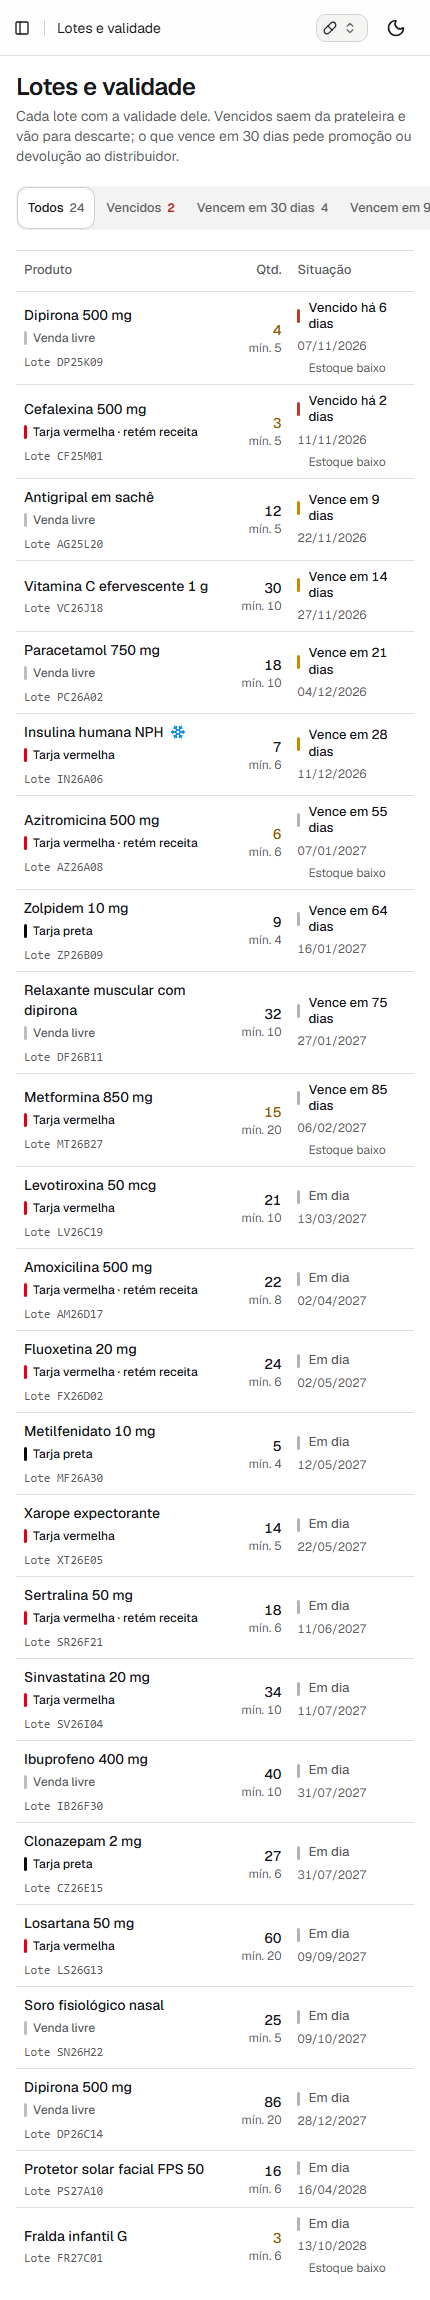 Lotes e validade
Lotes e validade
Cada lote com a validade dele. Vencidos saem da prateleira e
vão para descarte; o que vence em 30 dias pede promoção ou
devolução ao distribuidor.
Todos 24 Vencidos 2 Vencem em 30 dias 4 Vencem em 9
Produto Qtd. Situação
Dipirona 500 mg
Venda livre
Lote DP25K09
4
mín. 5
Vencido há 6
dias
07/11/2026
Estoque baixo
Cefalexina 500 mg
Tarja vermelha · retém receita
Lote CF25M01
3
mín. 5
Vencido há 2
dias
11/11/2026
Estoque baixo
Antigripal em sachê
Venda livre
Lote AG25L20
12
mín. 5
Vence em 9
dias
22/11/2026
Vitamina C efervescente 1 g
Lote VC26J18
30
mín. 10
Vence em 14
dias
27/11/2026
Paracetamol 750 mg
Venda livre
Lote PC26A02
18
mín. 10
Vence em 21
dias
04/12/2026
Insulina humana NPH
Tarja vermelha
Lote IN26A06
7
mín. 6
Vence em 28
dias
11/12/2026
Azitromicina 500 mg
Tarja vermelha · retém receita
Lote AZ26A08
6
mín. 6
Vence em 55
dias
07/01/2027
Estoque baixo
Zolpidem 10 mg
Tarja preta
Lote ZP26B09
9
mín. 4
Vence em 64
dias
16/01/2027
Relaxante muscular com
dipirona
Venda livre
Lote DF26B11
32
mín. 10
Vence em 75
dias
27/01/2027
Metformina 850 mg
Tarja vermelha
Lote MT26B27
15
mín. 20
Vence em 85
dias
06/02/2027
Estoque baixo
Levotiroxina 50 mcg
Tarja vermelha
Lote LV26C19
21
mín. 10
Em dia
13/03/2027
Amoxicilina 500 mg
Tarja vermelha · retém receita
Lote AM26D17
22
mín. 8
Em dia
02/04/2027
Fluoxetina 20 mg
Tarja vermelha · retém receita
Lote FX26D02
24
mín. 6
Em dia
02/05/2027
Metilfenidato 10 mg
Tarja preta
Lote MF26A30
5
mín. 4
Em dia
12/05/2027
Xarope expectorante
Tarja vermelha
Lote XT26E05
14
mín. 5
Em dia
22/05/2027
Sertralina 50 mg
Tarja vermelha · retém receita
Lote SR26F21
18
mín. 6
Em dia
11/06/2027
Sinvastatina 20 mg
Tarja vermelha
Lote SV26I04
34
mín. 10
Em dia
11/07/2027
Ibuprofeno 400 mg
Venda livre
Lote IB26F30
40
mín. 10
Em dia
31/07/2027
Clonazepam 2 mg
Tarja preta
Lote CZ26E15
27
mín. 6
Em dia
31/07/2027
Losartana 50 mg
Tarja vermelha
Lote LS26G13
60
mín. 20
Em dia
09/09/2027
Soro fisiológico nasal
Venda livre
Lote SN26H22
25
mín. 5
Em dia
09/10/2027
Dipirona 500 mg
Venda livre
Lote DP26C14
86
mín. 20
Em dia
28/12/2027
Protetor solar facial FPS 50
Lote PS27A10
16
mín. 6
Em dia
16/04/2028
Fralda infantil G
Lote FR27C01
3
mín. 6
Em dia
13/10/2028
Estoque baixo